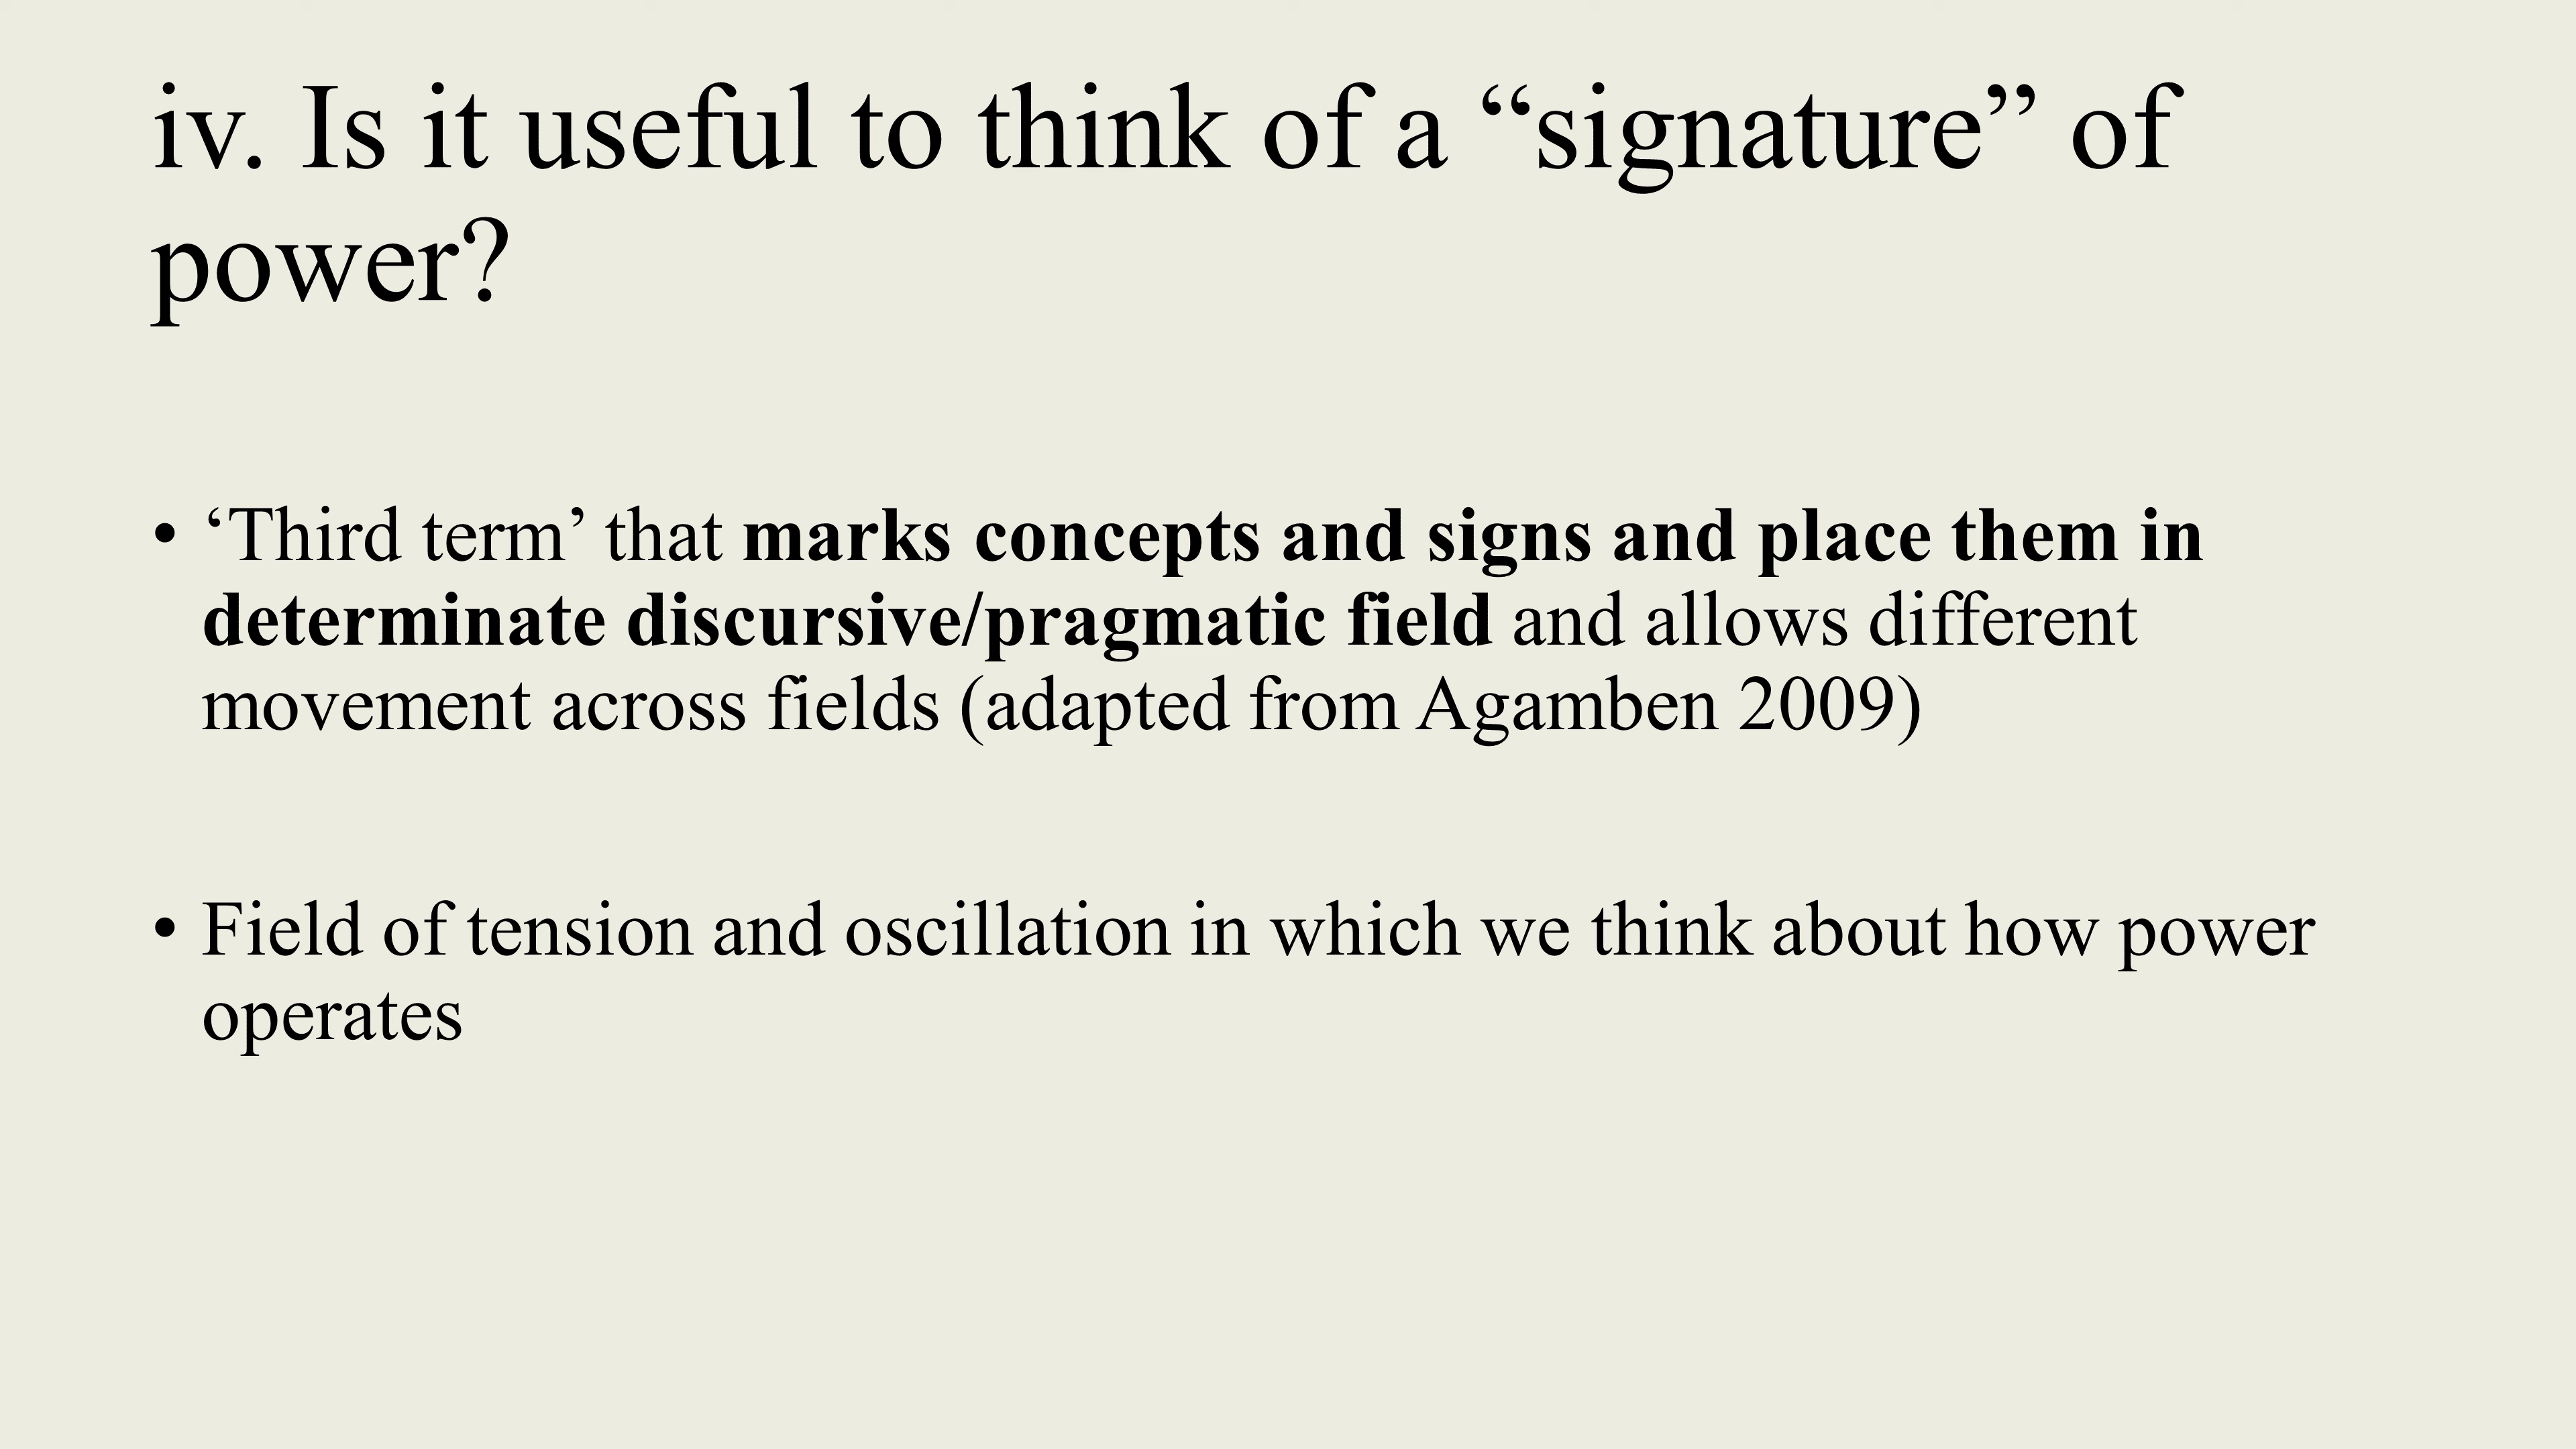 iv. Is it useful to think of a “signature” of
power?
• ‘Third term’ that marks concepts and signs and place them in
determinate discursive/pragmatic field and allows different
movement across fields (adapted from Agamben 2009)
• Field of tension and oscillation in which we think about how power
operates